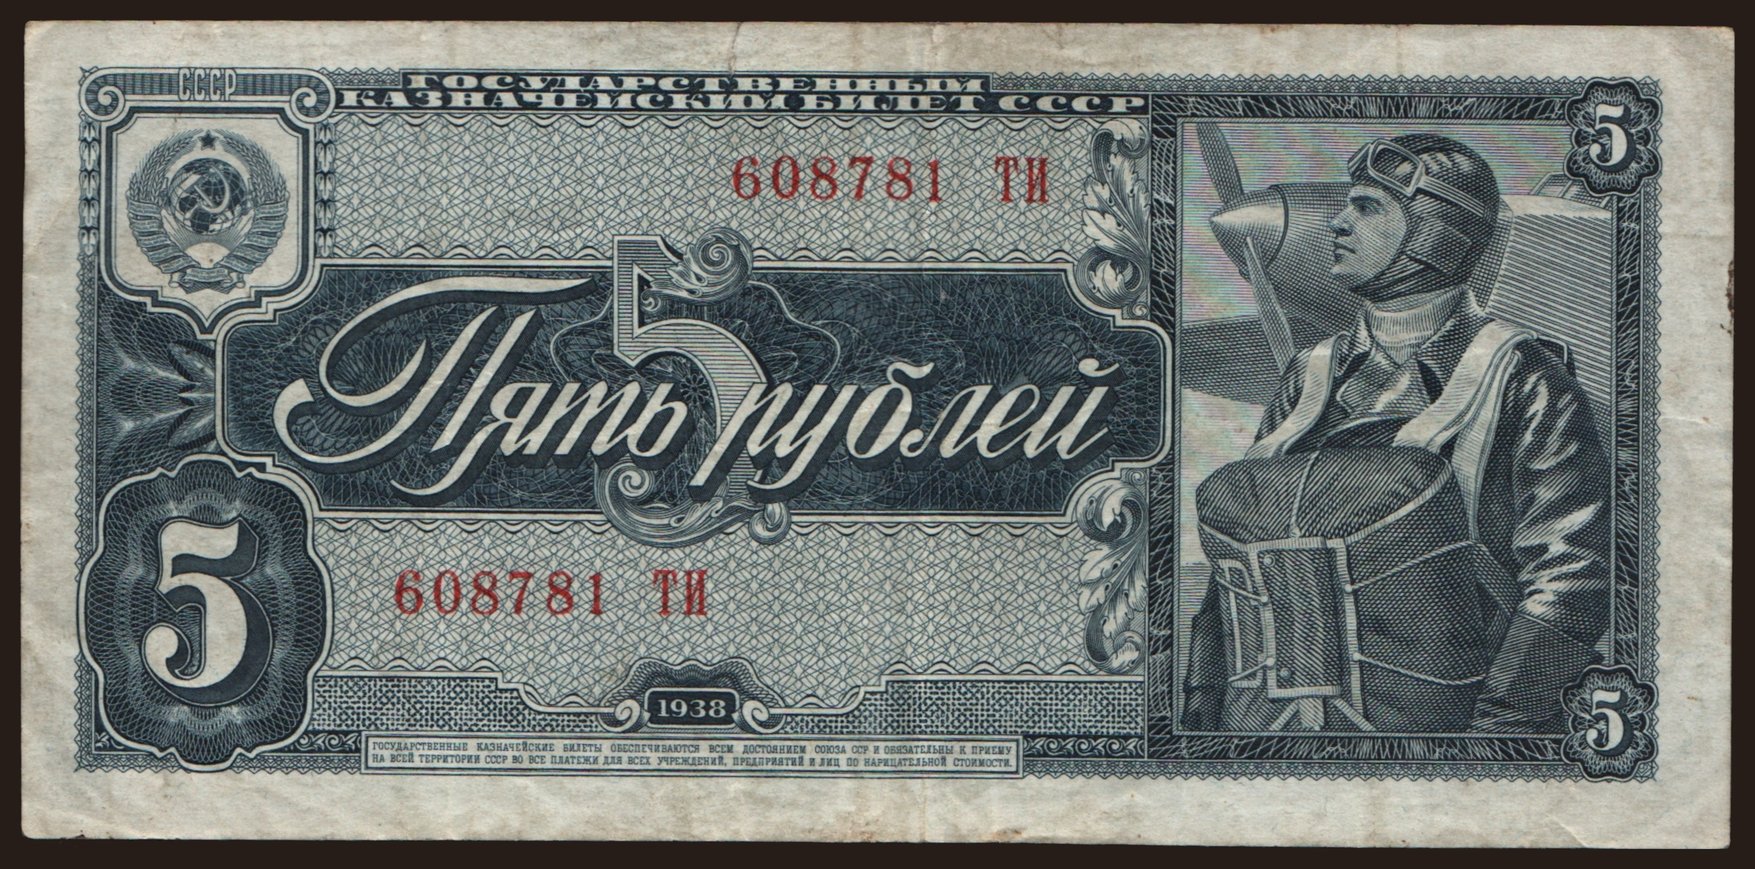 СССР
ГОСУДАРСТВЕННЫЙ
КАЗНАЧЕЙСКИЙ БИЛЕТ СССР
5
608781 ТИ
5
Пять рублей
608781 ТИ
5
1938
5
ГОСУДАРСТВЕННЫЕ КАЗНАЧЕЙСКИЕ БИЛЕТЫ ОБЕСПЕЧИВАЮТСЯ ВСЕМ ДОСТОЯНИЕМ СОЮЗА ССР И ОБЯЗАТЕЛЬНЫ К ПРИЕМУ
НА ВСЕЙ ТЕРРИТОРИИ СССР ВО ВСЕ ПЛАТЕЖИ ДЛЯ ВСЕХ УЧРЕЖДЕНИЙ, ПРЕДПРИЯТИЙ И ЛИЦ ПО НАРИЦАТЕЛЬНОЙ СТОИМОСТИ.